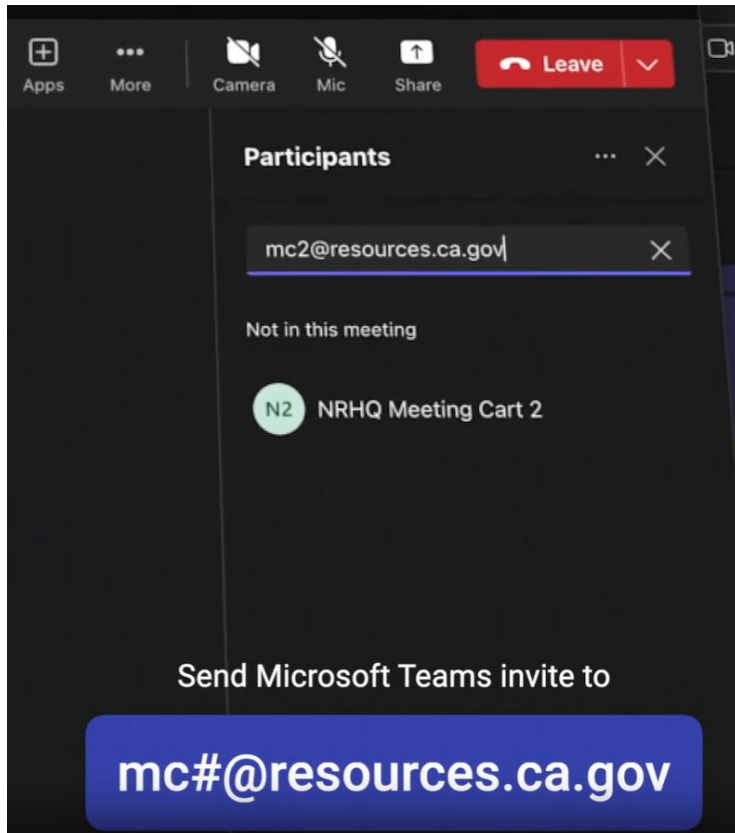 Apps More Camera Mic Share Leave
Participants
mc2@resources.ca.gov
Not in this meeting
N2 NRHQ Meeting Cart 2
Send Microsoft Teams invite to
mc#@resources.ca.gov